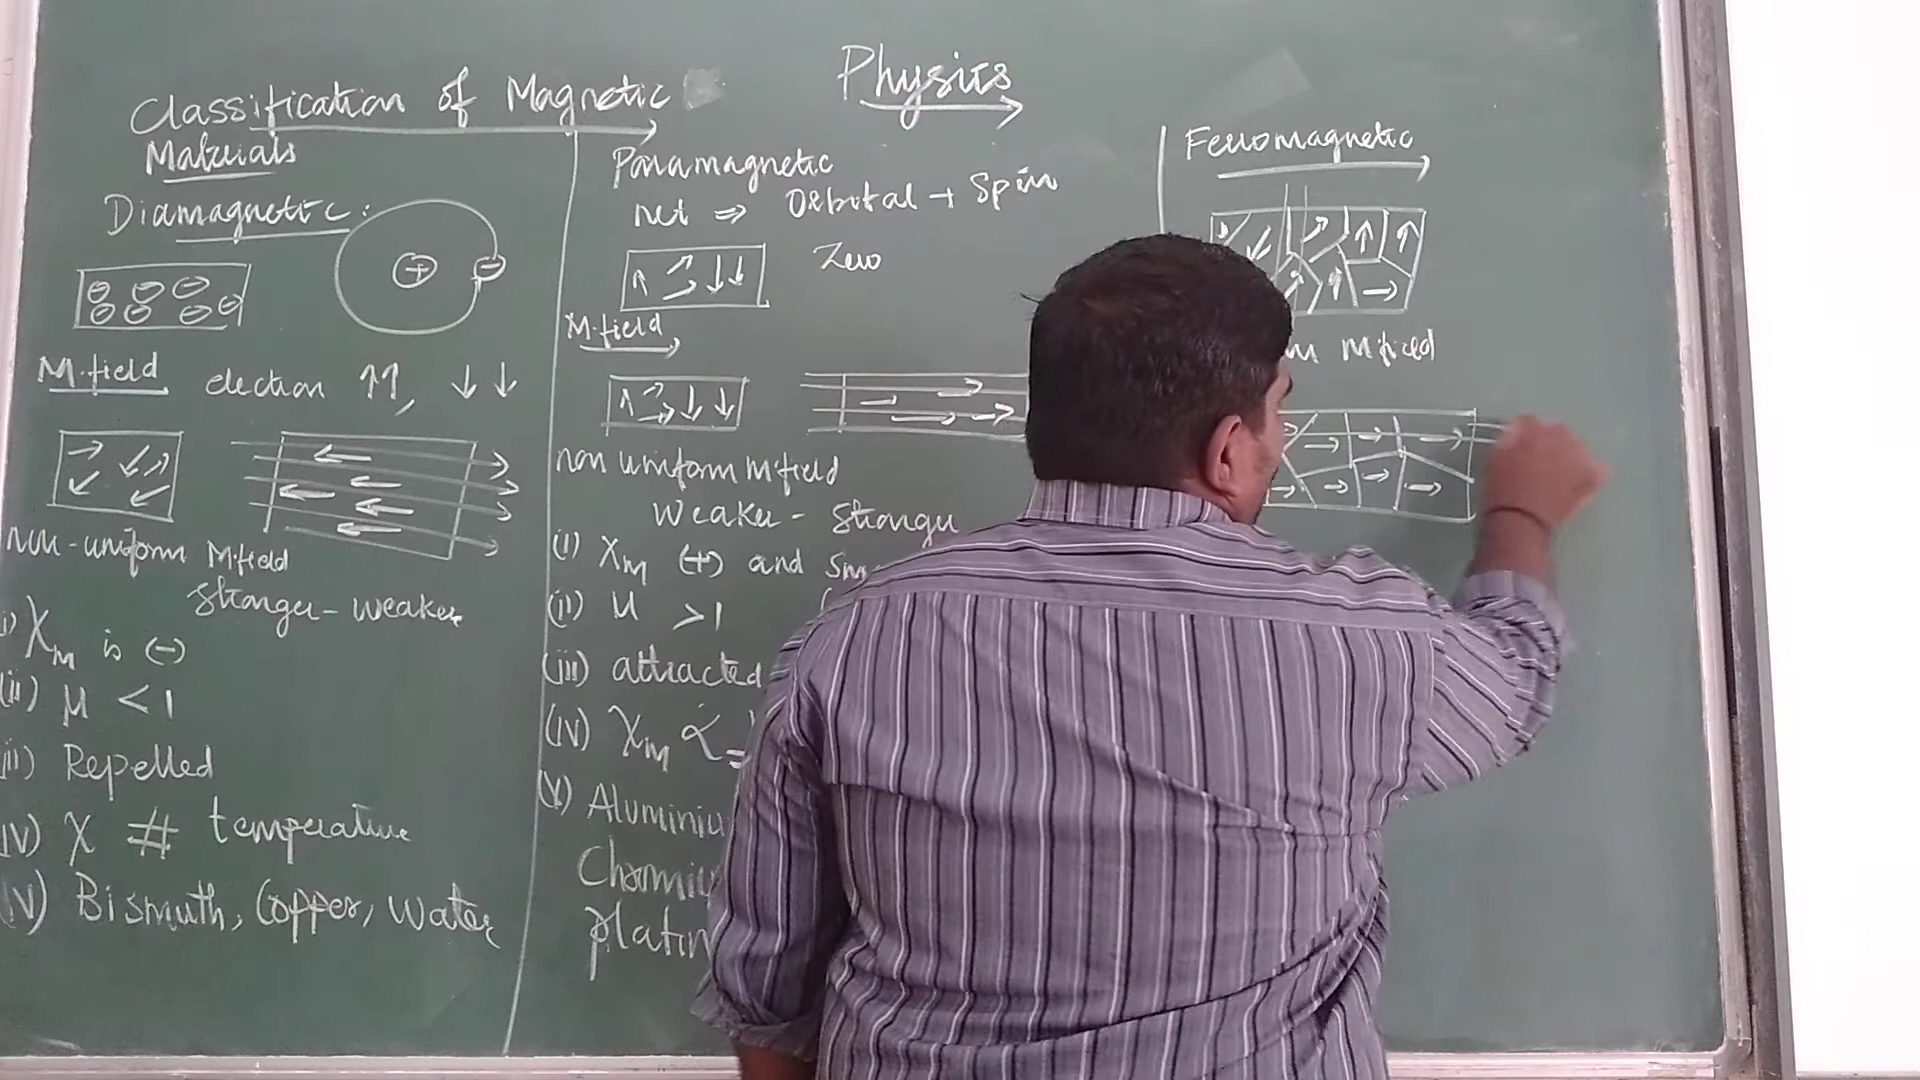 Physics
Classification of Magnetic
Materials
Diamagnetic:
+
-
M.field
electron ↑↑, ↓ ↓
non-uniform M.field
stronger - weaker
i) χm is (-)
(ii) μ < 1
iii) Repelled
IV) χ # temperature
IV) Bismuth, Copper, Water
Paramagnetic
net ⇒ Orbital + Spin
Zero
M.field
non uniform M.field
Weaker - Stronger
(i) χm (+) and
(ii) μ >1
(iii) attracted
(IV) χm ∝
(V)
Ferromagnetic
M.field